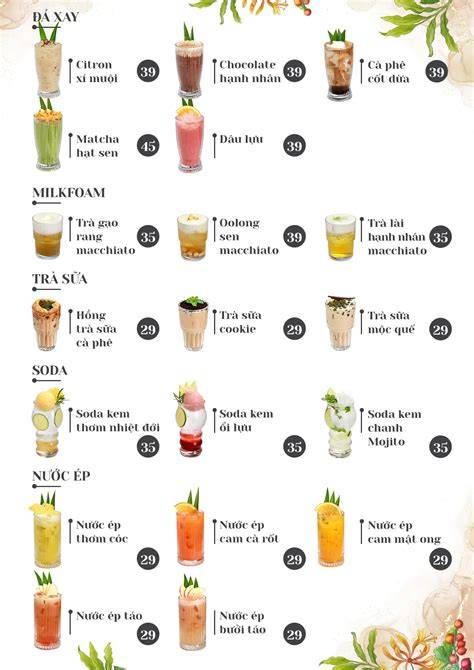 ĐÁ XAY
Citron
xí muội
39
Chocolate
hạnh nhân
39
Cà phê
cốt dừa
39
Matcha
hạt sen
45
Dâu lựu
39
MILKFOAM
Trà gạo
rang
macchiato
35
Oolong
sen
macchiato
39
Trà lài
hạnh nhân
macchiato
35
TRÀ SỮA
Hồng
trà sữa
cà phê
29
Trà sữa
cookie
29
Trà sữa
mộc quế
29
SODA
Soda kem
thơm nhiệt đới
35
Soda kem
ổi lựu
35
Soda kem
chanh
Mojito
35
NƯỚC ÉP
Nước ép
thơm cóc
29
Nước ép
cam cà rốt
29
Nước ép
cam mật ong
29
Nước ép táo
29
Nước ép
bưởi táo
29